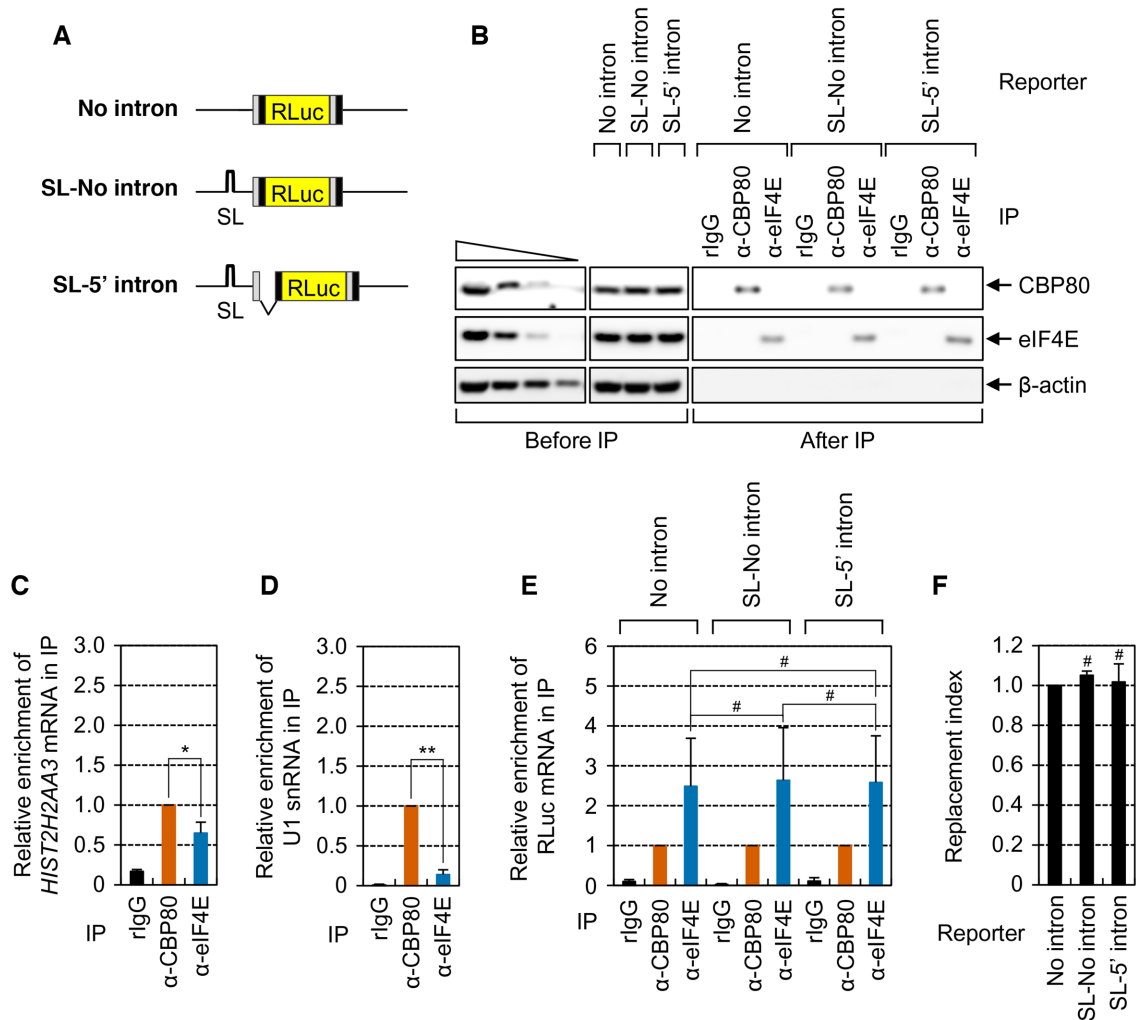 A
No intron
RLuc
SL-No intron
RLuc
SL
SL-5’ intron
RLuc
SL
B
No intron
SL-No intron
SL-5’ intron
No intron
SL-No intron
SL-5’ intron
Reporter
rIgG
α-CBP80
α-eIF4E
rIgG
α-CBP80
α-eIF4E
rIgG
α-CBP80
α-eIF4E
IP
CBP80
eIF4E
β-actin
Before IP
After IP
C
Relative enrichment of
HIST2H2AA3 mRNA in IP
3.0
2.5
2.0
1.5
1.0
0.5
0
*
IP
rIgG
α-CBP80
α-eIF4E
D
Relative enrichment of
U1 snRNA in IP
3.0
2.5
2.0
1.5
1.0
0.5
0
**
IP
rIgG
α-CBP80
α-eIF4E
E
No intron
SL-No intron
SL-5’ intron
Relative enrichment of
RLuc mRNA in IP
6
5
4
3
2
1
0
#
#
#
IP
rIgG
α-CBP80
α-eIF4E
rIgG
α-CBP80
α-eIF4E
rIgG
α-CBP80
α-eIF4E
F
Replacement index
1.2
1.0
0.8
0.6
0.4
0.2
0
#
#
Reporter
No intron
SL-No intron
SL-5’ intron